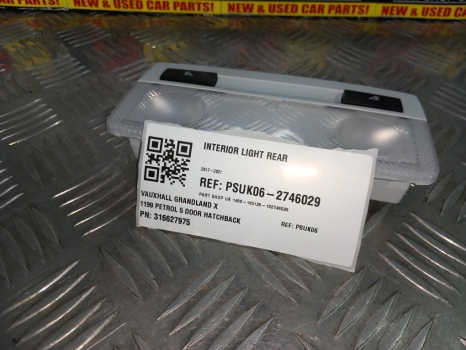 NEW & USED CAR PARTS! NEW & USED CAR PARTS! NEW &
INTERIOR LIGHT REAR
2017-2021
REF: PSUK06-2746029
VAUXHALL GRANDLAND X
1199 PETROL 5 DOOR HATCHBACK
REF: PSUK06
PN: 316627975